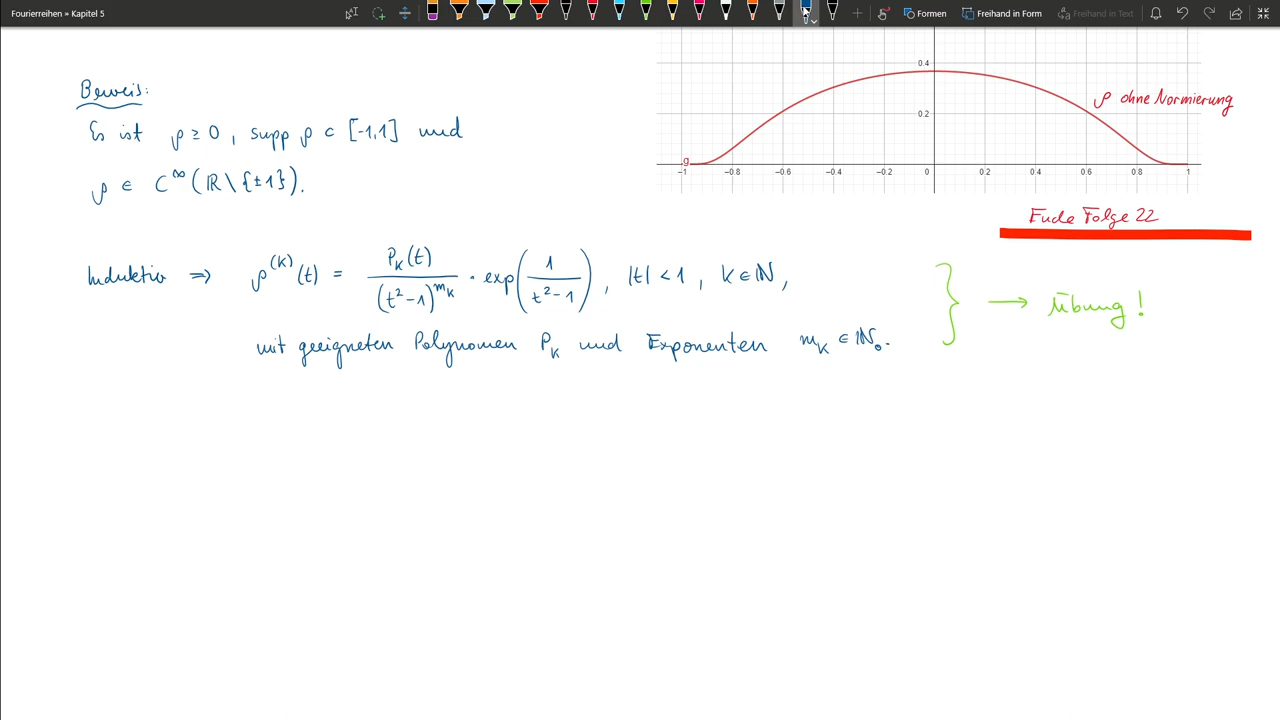 Fourierreihen » Kapitel 5
Formen
Freihand in Form
Freihand in Text
Beweis:
Es ist ρ ≥ 0, supp ρ ⊂ [-1,1] und
ρ ∈ C^∞(ℝ\{±1}).
0.4
0.2
g
−1 −0.8 −0.6 −0.4 −0.2 0 0.2 0.4 0.6 0.8 1
ρ ohne Normierung
Ende Folge 22
Induktiv ⇒ ρ^(k)(t) = P_k(t)/(t²-1)^{m_k} · exp(1/(t²-1)), |t| < 1, k ∈ ℕ,
mit geeigneten Polynomen P_k und Exponenten m_k ∈ ℕ₀.
} → Übung!